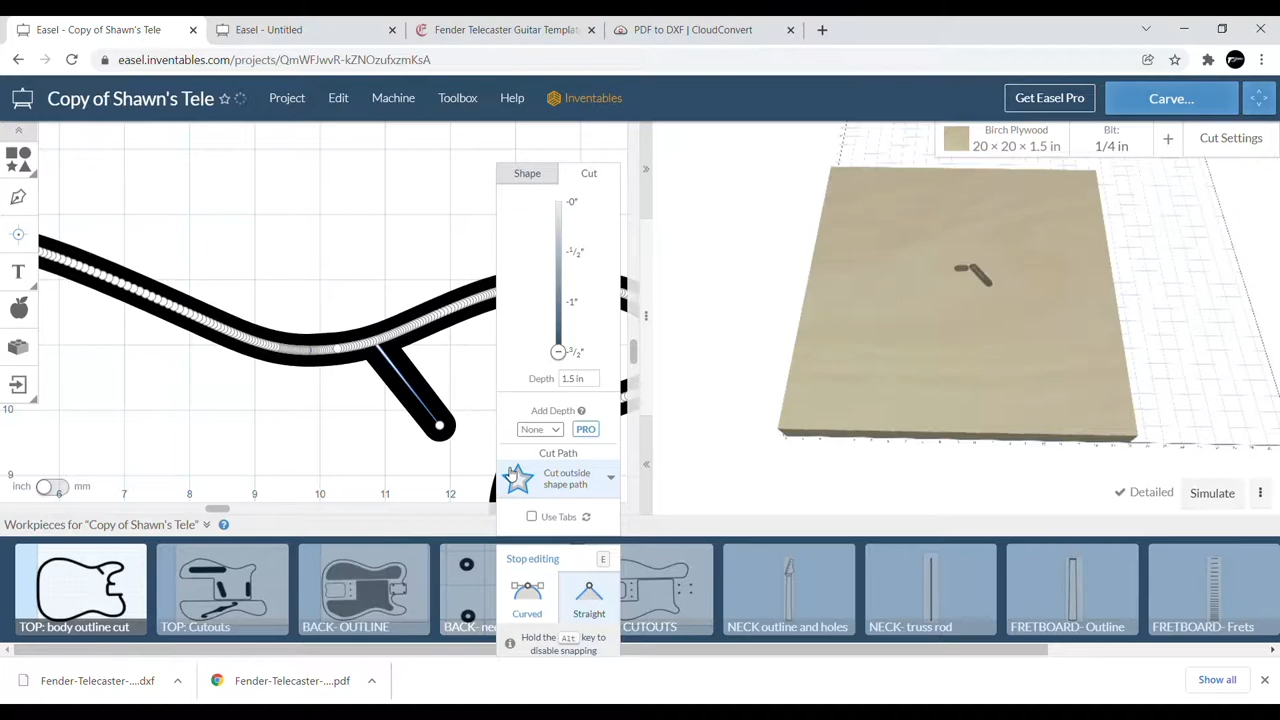 Easel - Copy of Shawn's Tele
Easel - Untitled
Fender Telecaster Guitar Templat
PDF to DXF | CloudConvert
easel.inventables.com/projects/QmWFJwvR-kZNOzufxzmKsA
Copy of Shawn's Tele
Project
Edit
Machine
Toolbox
Help
Inventables
Get Easel Pro
Carve...
Birch Plywood
20 × 20 × 1.5 in
Bit:
1/4 in
Cut Settings
Shape
Cut
-0"
-1/2"
-1"
-3/2"
Depth 1.5 in
Add Depth
None
PRO
Cut Path
Cut outside
shape path
Use Tabs
10
9
inch
mm
6
7
8
9
10
11
12
Detailed
Simulate
Workpieces for “Copy of Shawn's Tele”
Stop editing
E
Curved
Straight
Hold the Alt key to
disable snapping
TOP: body outline cut
TOP: Cutouts
BACK- OUTLINE
BACK- nec
CUTOUTS
NECK outline and holes
NECK- truss rod
FRETBOARD- Outline
FRETBOARD- Frets
Fender-Telecaster-....dxf
Fender-Telecaster-....pdf
Show all